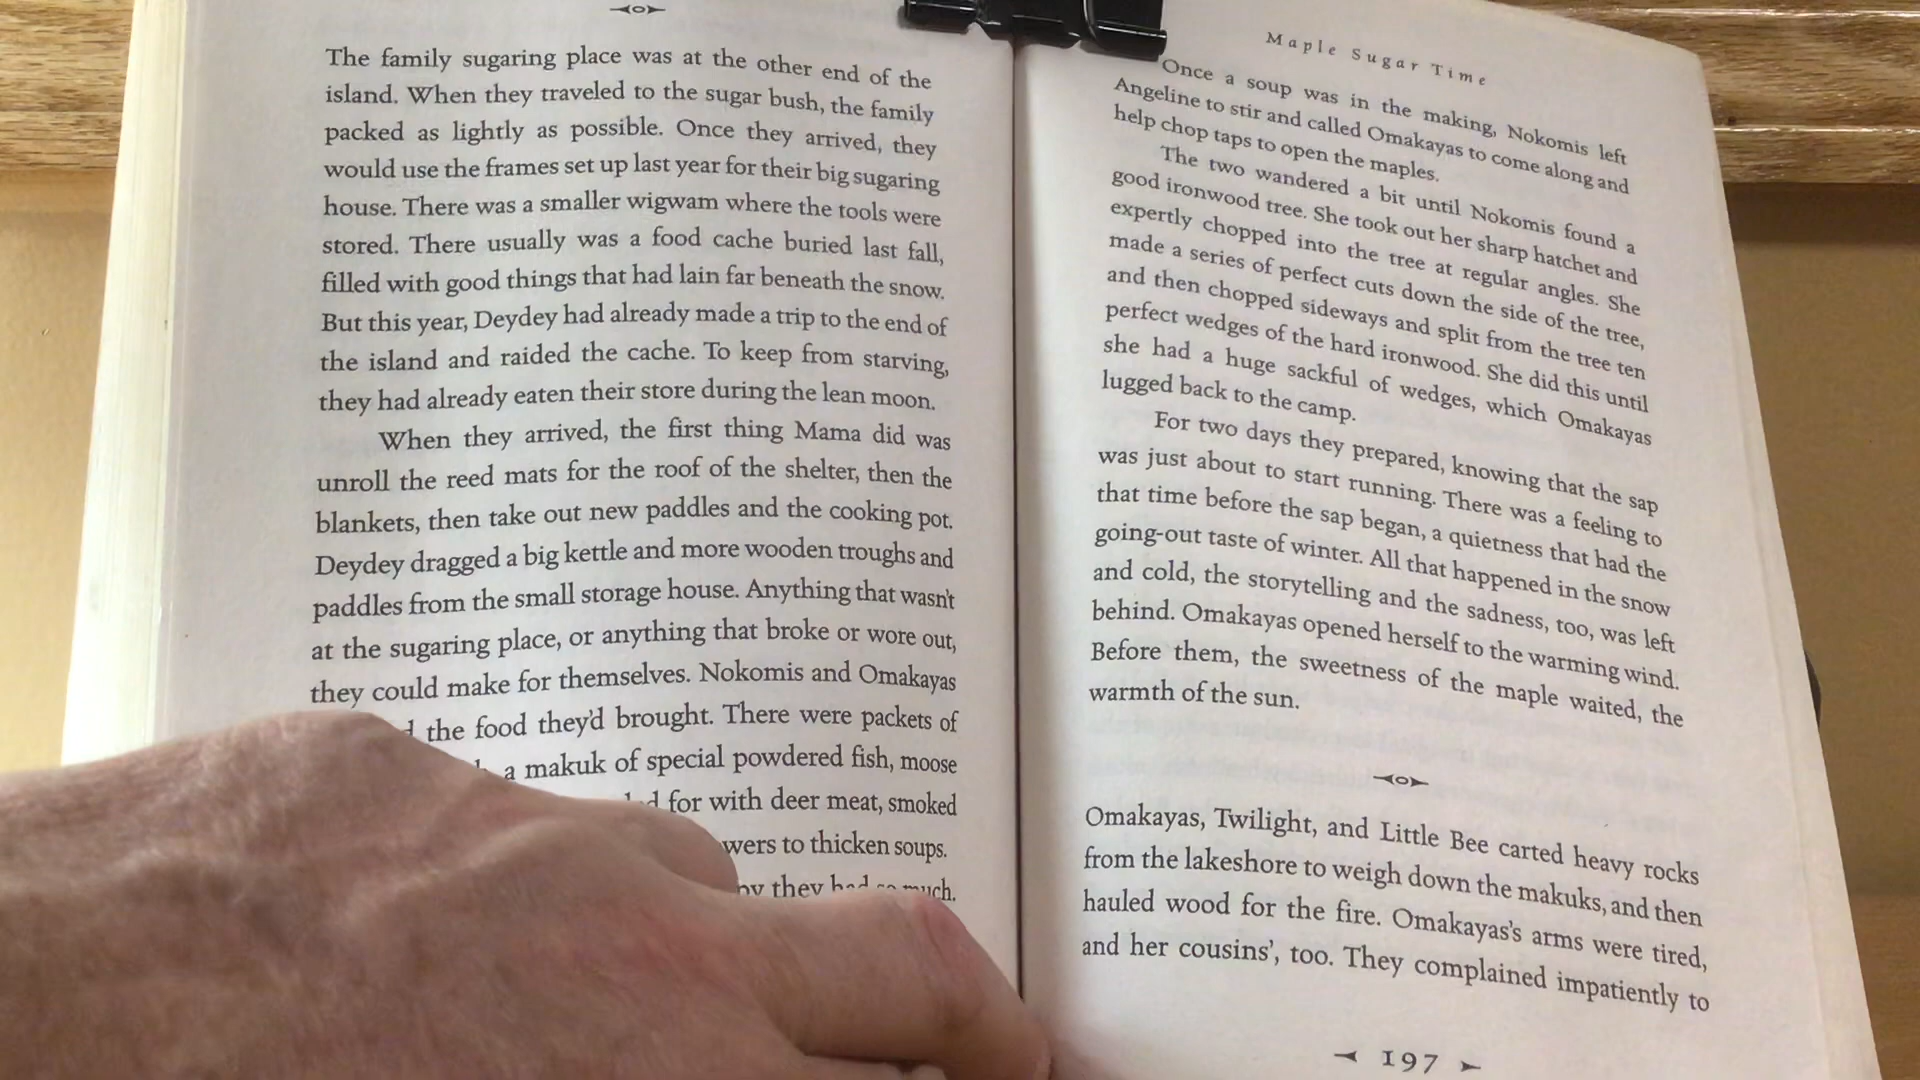 The family sugaring place was at the other end of the
island. When they traveled to the sugar bush, the family
packed as lightly as possible. Once they arrived, they
would use the frames set up last year for their big sugaring
house. There was a smaller wigwam where the tools were
stored. There usually was a food cache buried last fall,
filled with good things that had lain far beneath the snow.
But this year, Deydey had already made a trip to the end of
the island and raided the cache. To keep from starving,
they had already eaten their store during the lean moon.
When they arrived, the first thing Mama did was
unroll the reed mats for the roof of the shelter, then the
blankets, then take out new paddles and the cooking pot.
Deydey dragged a big kettle and more wooden troughs and
paddles from the small storage house. Anything that wasn't
at the sugaring place, or anything that broke or wore out,
they could make for themselves. Nokomis and Omakayas
the food they'd brought. There were packets of
a makuk of special powdered fish, moose
for with deer meat, smoked
to thicken soups.
they had so much.
Maple Sugar Time
Once a soup was in the making, Nokomis left
Angeline to stir and called Omakayas to come along and
help chop taps to open the maples.
The two wandered a bit until Nokomis found a
good ironwood tree. She took out her sharp hatchet and
expertly chopped into the tree at regular angles. She
made a series of perfect cuts down the side of the tree,
and then chopped sideways and split from the tree ten
perfect wedges of the hard ironwood. She did this until
she had a huge sackful of wedges, which Omakayas
lugged back to the camp.
For two days they prepared, knowing that the sap
was just about to start running. There was a feeling to
that time before the sap began, a quietness that had the
going-out taste of winter. All that happened in the snow
and cold, the storytelling and the sadness, too, was left
behind. Omakayas opened herself to the warming wind.
Before them, the sweetness of the maple waited, the
warmth of the sun.
Omakayas, Twilight, and Little Bee carted heavy rocks
from the lakeshore to weigh down the makuks, and then
hauled wood for the fire. Omakayas's arms were tired,
and her cousins', too. They complained impatiently to
197